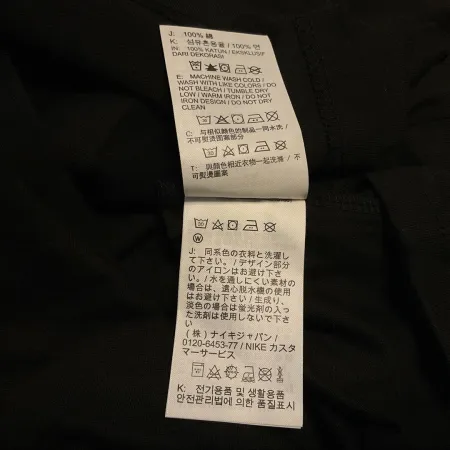 J: 100% 綿
K: 섬유혼용율 / 100% 면
IN: 100% KATUN / EKSKLUSIF
DARI DEKORASI
E: MACHINE WASH COLD /
WASH WITH LIKE COLORS / DO
NOT BLEACH / TUMBLE DRY
LOW / WARM IRON / DO NOT
IRON DESIGN / DO NOT DRY
CLEAN
C: 与相似颜色的制品一同水洗 /
不可熨烫图案部分
T: 與顏色相近衣物一起洗滌 / 不
可熨燙圖案
J: 同系色の衣料と洗濯し
て下さい。/ デザイン部分
のアイロンはお避け下さ
い。/ 水を通しにくい素材の
場合は、遠心脱水機の使用
はお避け下さい / 生成り、
淡色の場合は蛍光剤の入っ
た洗剤は使用しないで下さ
い
(株) ナイキジャパン /
0120-6453-77 / NIKE カスタ
マーサービス
K: 전기용품 및 생활용품
안전관리법에 의한 품질표시